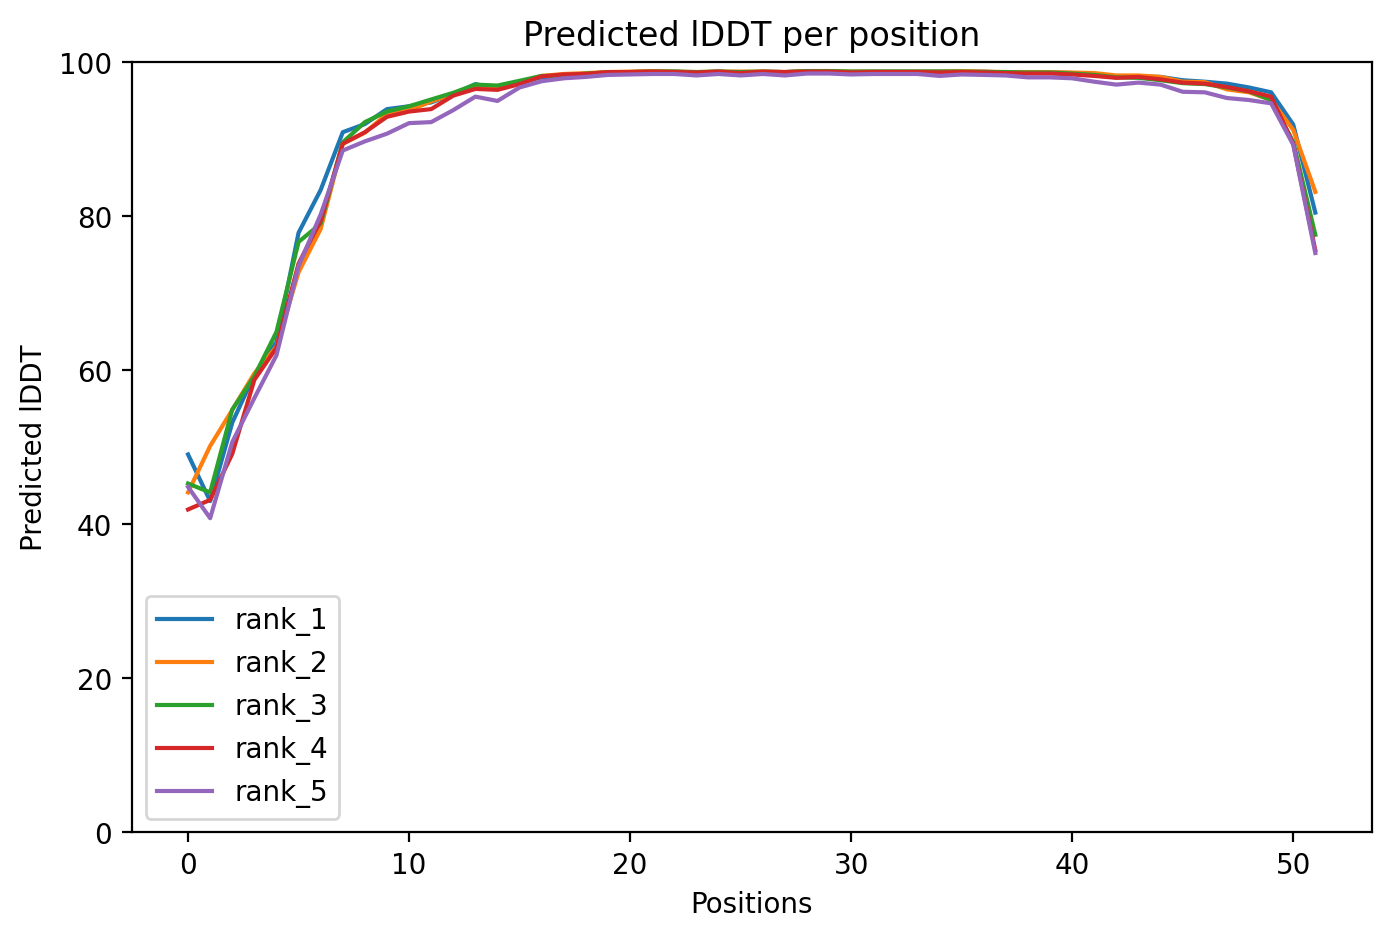 Predicted lDDT per position
Predicted lDDT
100
80
60
40
20
0
rank_1
rank_2
rank_3
rank_4
rank_5
0 10 20 30 40 50
Positions